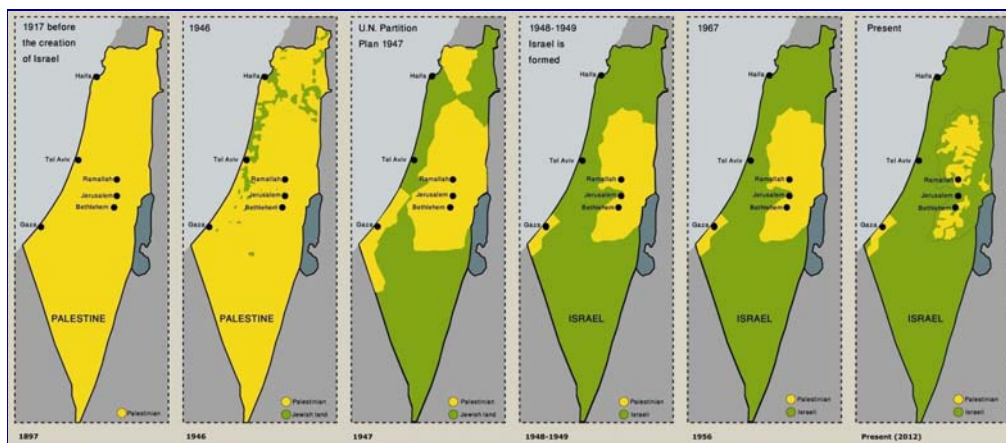 1917 before
the creation
of Israel
Haifa
Tel Aviv
Ramallah
Jerusalem
Bethlehem
Gaza
PALESTINE
Palestinian
1897
1946
Haifa
Tel Aviv
Ramallah
Jerusalem
Bethlehem
Gaza
PALESTINE
Palestinian
Jewish land
1946
U.N. Partition
Plan 1947
Haifa
Tel Aviv
Ramallah
Jerusalem
Bethlehem
Gaza
Palestinian
Jewish land
1947
1948-1949
Israel is
formed
Haifa
Tel Aviv
Ramallah
Jerusalem
Bethlehem
Gaza
ISRAEL
Palestinian
Israeli
1948-1949
1967
Haifa
Tel Aviv
Ramallah
Jerusalem
Bethlehem
Gaza
ISRAEL
Palestinian
Israeli
1956
Present
Haifa
Tel Aviv
Ramallah
Jerusalem
Bethlehem
Gaza
ISRAEL
Palestinian
Israeli
Present (2012)